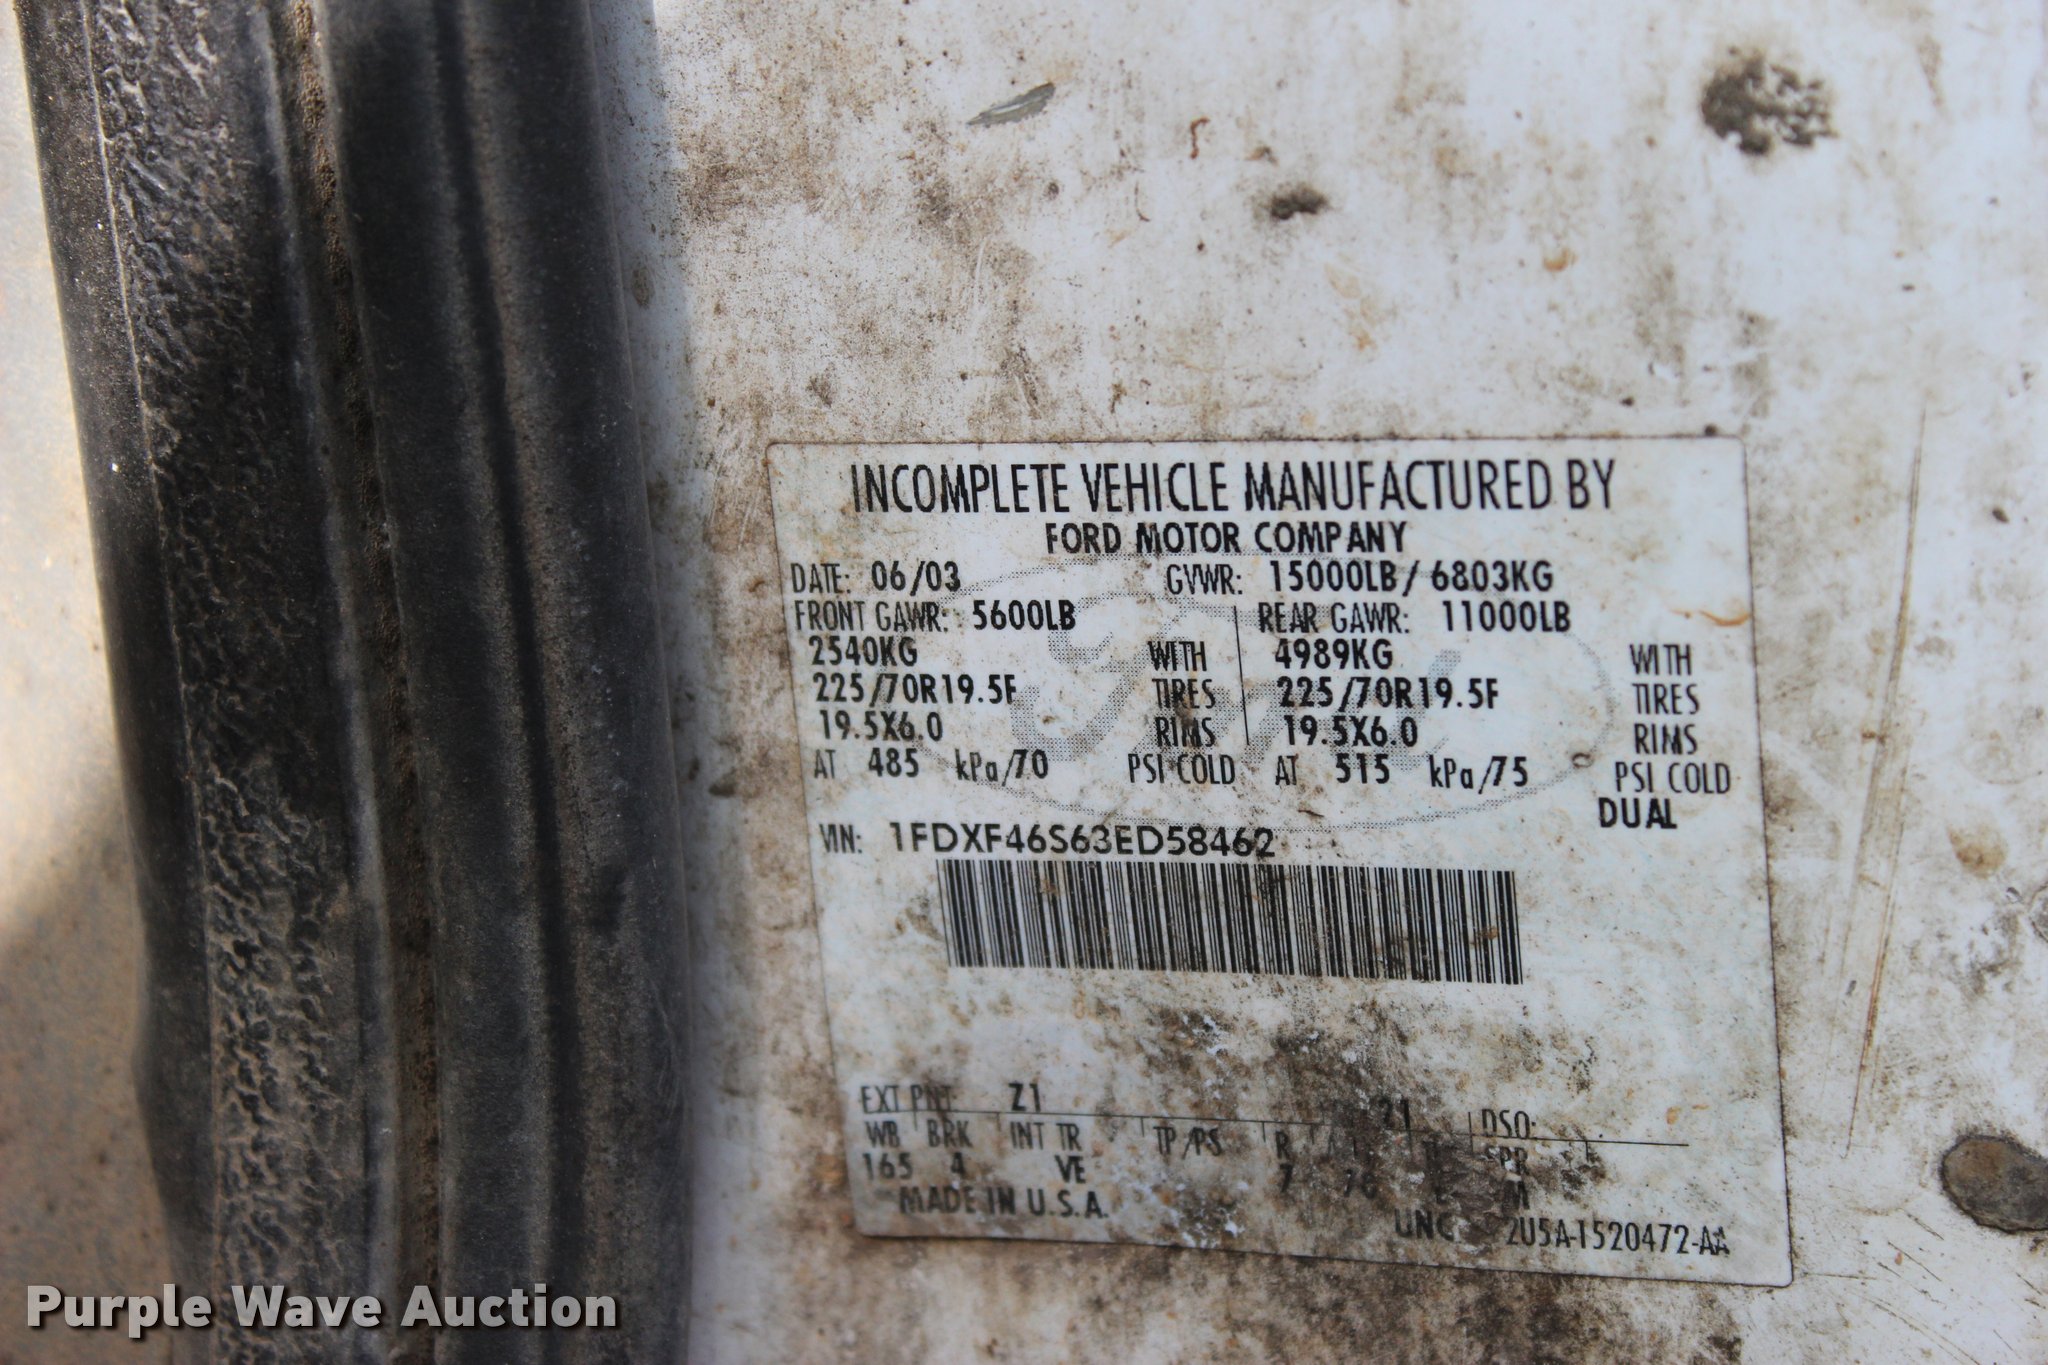 INCOMPLETE VEHICLE MANUFACTURED BY
FORD MOTOR COMPANY
DATE: 06/03 GVWR: 15000LB / 6803KG
FRONT GAWR: 5600LB REAR GAWR: 11000LB
2540KG WITH 4989KG WITH
225/70R19.5F TIRES 225/70R19.5F TIRES
19.5X6.0 RIMS 19.5X6.0 RIMS
AT 485 kPa/70 PSI COLD AT 515 kPa/75 PSI COLD
DUAL
VIN: 1FDXF46S63ED58462
EXT PNT: Z1 DSO:
WB BRK INT TR TP/PS R SPR
165 4 VE 7 M
MADE IN U.S.A.
UNC 2U5A-1520472-AA
Purple Wave Auction